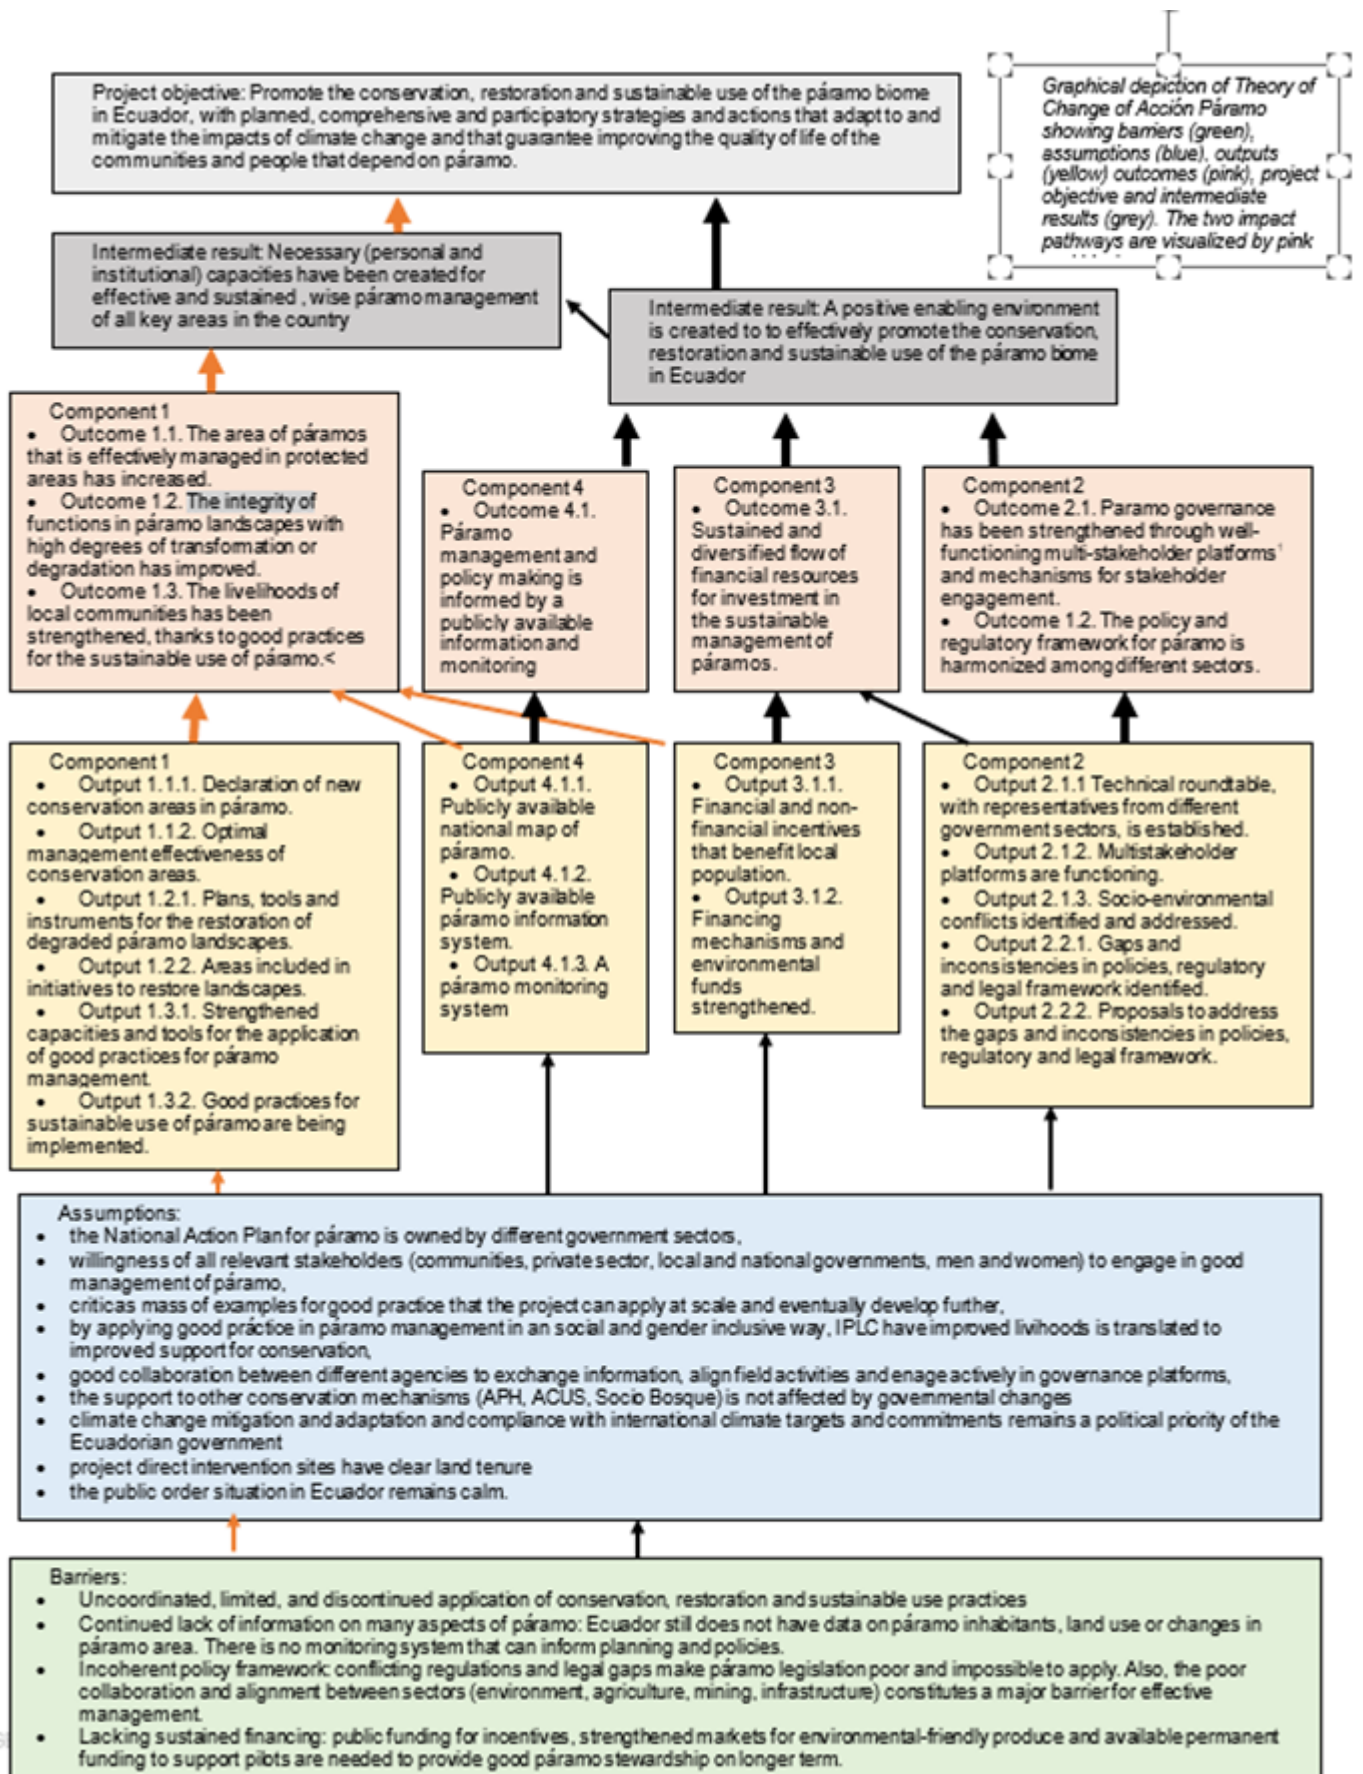 Graphical depiction of Theory of
Change of Acción Páramo
showing barriers (green),
assumptions (blue), outputs
(yellow) outcomes (pink), project
objective and intermediate
results (grey). The two impact
pathways are visualized by pink
Project objective: Promote the conservation, restoration and sustainable use of the páramo biome
in Ecuador, with planned, comprehensive and participatory strategies and actions that adapt to and
mitigate the impacts of climate change and that guarantee improving the quality of life of the
communities and people that depend on páramo.
Intermediate result: Necessary (personal and
institutional) capacities have been created for
effective and sustained , wise páramo management
of all key areas in the country
Intermediate result: A positive enabling environment
is created to to effectively promote the conservation,
restoration and sustainable use of the páramo biome
in Ecuador
Component 1
• Outcome 1.1. The area of páramos
that is effectively managed in protected
areas has increased.
• Outcome 1.2. The integrity of
functions in páramo landscapes with
high degrees of transformation or
degradation has improved.
• Outcome 1.3. The livelihoods of
local communities has been
strengthened, thanks to good practices
for the sustainable use of páramo.<
Component 4
• Outcome 4.1.
Páramo
management and
policy making is
informed by a
publicly available
information and
monitoring
Component 3
• Outcome 3.1.
Sustained and
diversified flow of
financial resources
for investment in
the sustainable
management of
páramos.
Component 2
• Outcome 2.1. Paramo governance
has been strengthened through well-
functioning multi-stakeholder platforms¹
and mechanisms for stakeholder
engagement.
• Outcome 1.2. The policy and
regulatory framework for páramo is
harmonized among different sectors.
Component 1
• Output 1.1.1. Declaration of new
conservation areas in páramo.
• Output 1.1.2. Optimal
management effectiveness of
conservation areas.
• Output 1.2.1. Plans, tools and
instruments for the restoration of
degraded páramo landscapes.
• Output 1.2.2. Areas included in
initiatives to restore landscapes.
• Output 1.3.1. Strengthened
capacities and tools for the application
of good practices for páramo
management.
• Output 1.3.2. Good practices for
sustainable use of páramo are being
implemented.
Component 4
• Output 4.1.1.
Publicly available
national map of
páramo.
• Output 4.1.2.
Publicly available
páramo information
system.
• Output 4.1.3. A
páramo monitoring
system
Component 3
• Output 3.1.1.
Financial and non-
financial incentives
that benefit local
population.
• Output 3.1.2.
Financing
mechanisms and
environmental
funds
strengthened.
Component 2
• Output 2.1.1 Technical roundtable,
with representatives from different
government sectors, is established.
• Output 2.1.2. Multistakeholder
platforms are functioning.
• Output 2.1.3. Socio-environmental
conflicts identified and addressed.
• Output 2.2.1. Gaps and
inconsistencies in policies, regulatory
and legal framework identified.
• Output 2.2.2. Proposals to address
the gaps and inconsistencies in policies,
regulatory and legal framework.
Assumptions:
• the National Action Plan for páramo is owned by different government sectors,
• willingness of all relevant stakeholders (communities, private sector, local and national governments, men and women) to engage in good
management of páramo,
• criticas mass of examples for good practice that the project can apply at scale and eventually develop further,
• by applying good práctice in páramo management in an social and gender inclusive way, IPLC have improved livihoods is translated to
improved support for conservation,
• good collaboration between different agencies to exchange information, align field activities and enage actively in governance platforms,
• the support to other conservation mechanisms (APH, ACUS, Socio Bosque) is not affected by governmental changes
• climate change mitigation and adaptation and compliance with international climate targets and commitments remains a political priority of the
Ecuadorian government
• project direct intervention sites have clear land tenure
• the public order situation in Ecuador remains calm.
Barriers:
• Uncoordinated, limited, and discontinued application of conservation, restoration and sustainable use practices
• Continued lack of information on many aspects of páramo: Ecuador still does not have data on páramo inhabitants, land use or changes in
páramo area. There is no monitoring system that can inform planning and policies.
• Incoherent policy framework: conflicting regulations and legal gaps make páramo legislation poor and impossible to apply. Also, the poor
collaboration and alignment between sectors (environment, agriculture, mining, infrastructure) constitutes a major barrier for effective
management.
• Lacking sustained financing: public funding for incentives, strengthened markets for environmental-friendly produce and available permanent
funding to support pilots are needed to provide good páramo stewardship on longer term.